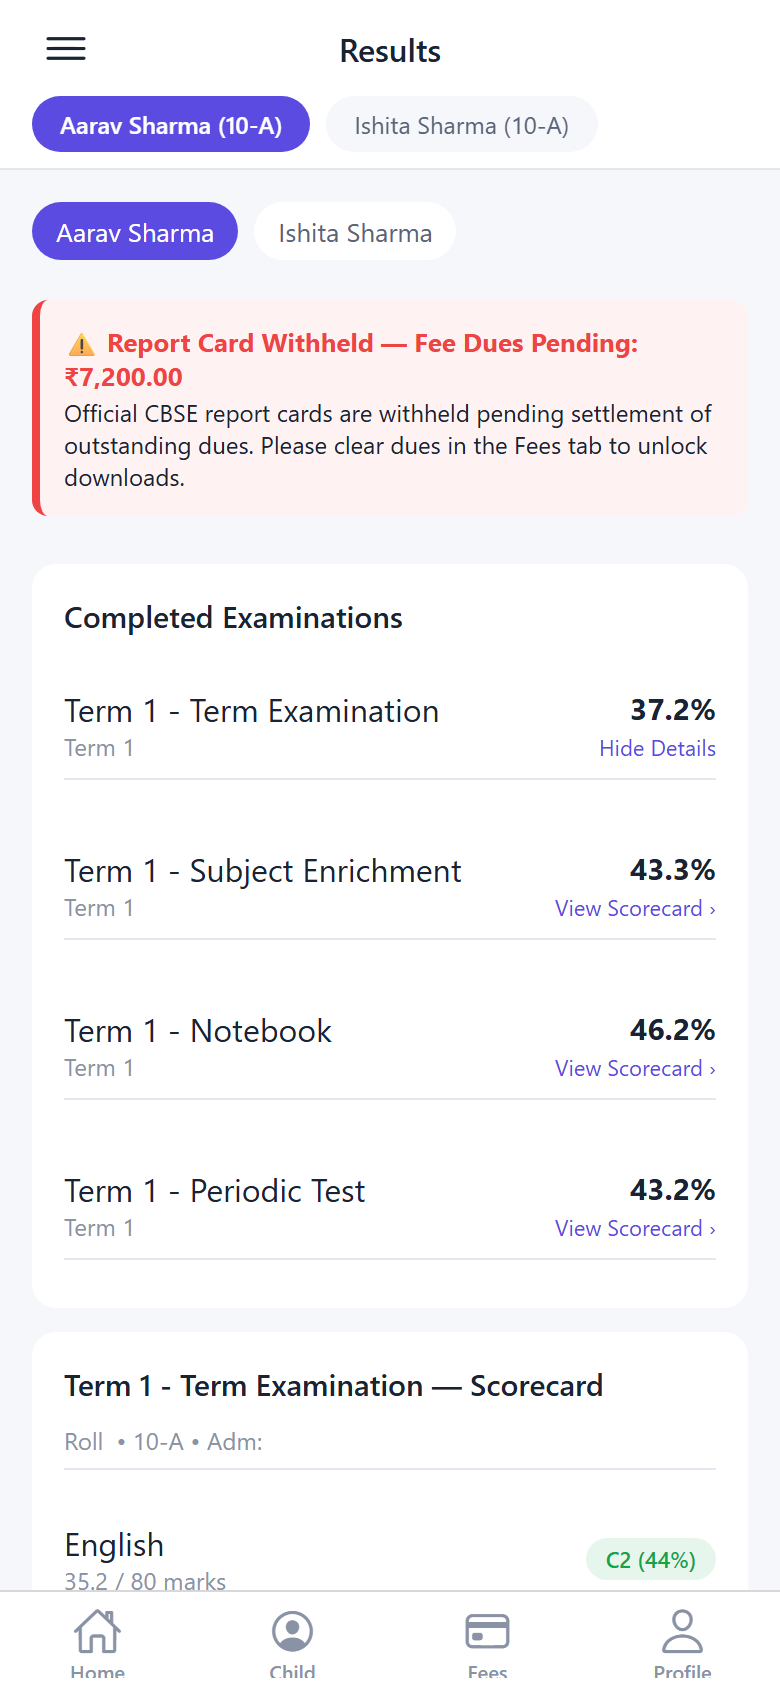 Results
Aarav Sharma (10-A) Ishita Sharma (10-A)
Aarav Sharma Ishita Sharma
⚠️ Report Card Withheld — Fee Dues Pending:
₹7,200.00
Official CBSE report cards are withheld pending settlement of
outstanding dues. Please clear dues in the Fees tab to unlock
downloads.
Completed Examinations
Term 1 - Term Examination 37.2%
Term 1 Hide Details
Term 1 - Subject Enrichment 43.3%
Term 1 View Scorecard ›
Term 1 - Notebook 46.2%
Term 1 View Scorecard ›
Term 1 - Periodic Test 43.2%
Term 1 View Scorecard ›
Term 1 - Term Examination — Scorecard
Roll • 10-A • Adm:
English C2 (44%)
35.2 / 80 marks
Home Child Fees Profile